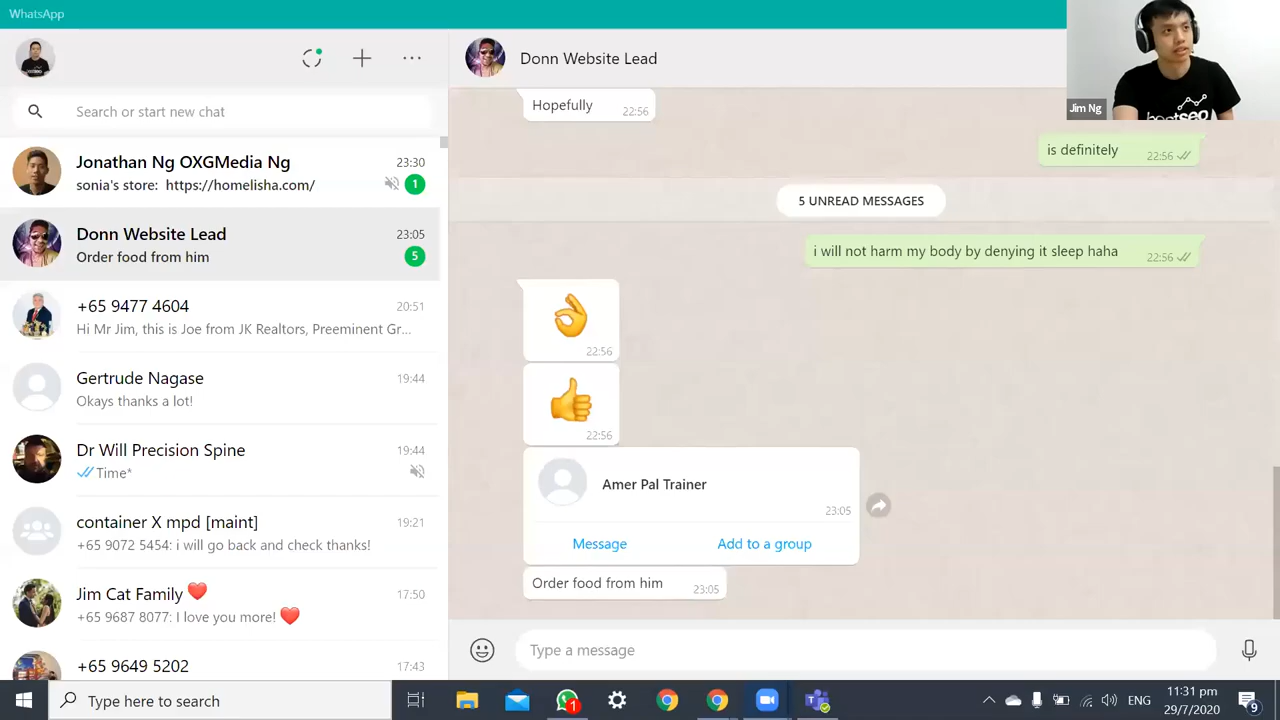 WhatsApp
Search or start new chat
Jonathan Ng OXGMedia Ng
23:30
sonia's store: https://homelisha.com/
1
Donn Website Lead
23:05
Order food from him
5
+65 9477 4604
20:51
Hi Mr Jim, this is Joe from JK Realtors, Preeminent Gr...
Gertrude Nagase
19:44
Okays thanks a lot!
Dr Will Precision Spine
19:44
Time*
container X mpd [maint]
19:21
+65 9072 5454: i will go back and check thanks!
Jim Cat Family ❤️
17:50
+65 9687 8077: I love you more! ❤️
+65 9649 5202
17:43
Donn Website Lead
Jim Ng
Hopefully
22:56
is definitely
22:56
5 UNREAD MESSAGES
i will not harm my body by denying it sleep haha
22:56
👌
22:56
👍
22:56
Amer Pal Trainer
23:05
Message
Add to a group
Order food from him
23:05
Type a message
Type here to search
1
ENG
11:31 pm
29/7/2020
9